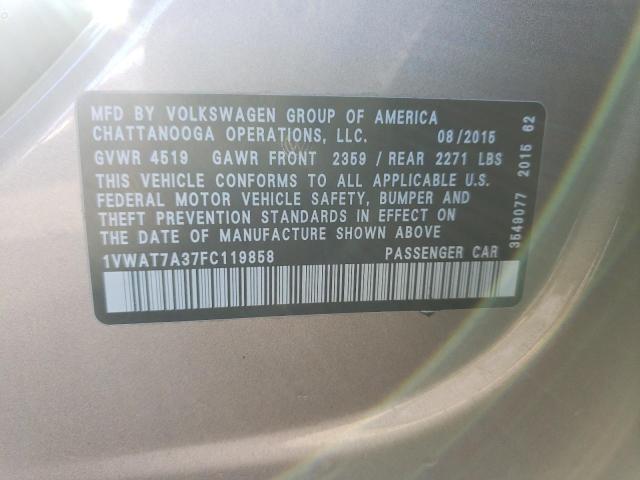 MFD BY VOLKSWAGEN GROUP OF AMERICA
CHATTANOOGA OPERATIONS, LLC. 08/2015
GVWR 4519 GAWR FRONT 2359 / REAR 2271 LBS
THIS VEHICLE CONFORMS TO ALL APPLICABLE U.S.
FEDERAL MOTOR VEHICLE SAFETY, BUMPER AND
THEFT PREVENTION STANDARDS IN EFFECT ON
THE DATE OF MANUFACTURE SHOWN ABOVE
1VWAT7A37FC119858 PASSENGER CAR
3549077 2015 62